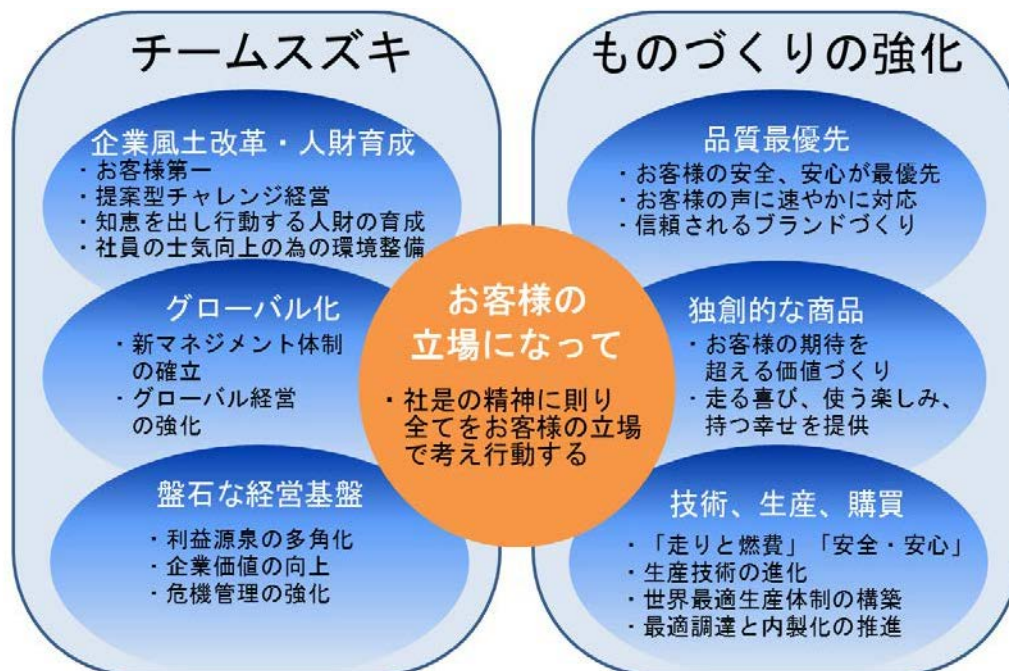 チームスズキ
企業風土改革・人財育成
・お客様第一
・提案型チャレンジ経営
・知恵を出し行動する人財の育成
・社員の士気向上の為の環境整備
グローバル化
・新マネジメント体制
の確立
・グローバル経営
の強化
盤石な経営基盤
・利益源泉の多角化
・企業価値の向上
・危機管理の強化
お客様の
立場になって
・社是の精神に則り
全てをお客様の立場
で考え行動する
ものづくりの強化
品質最優先
・お客様の安全、安心が最優先
・お客様の声に速やかに対応
・信頼されるブランドづくり
独創的な商品
・お客様の期待を
超える価値づくり
・走る喜び、使う楽しみ、
持つ幸せを提供
技術、生産、購買
・「走りと燃費」「安全・安心」
・生産技術の進化
・世界最適生産体制の構築
・最適調達と内製化の推進